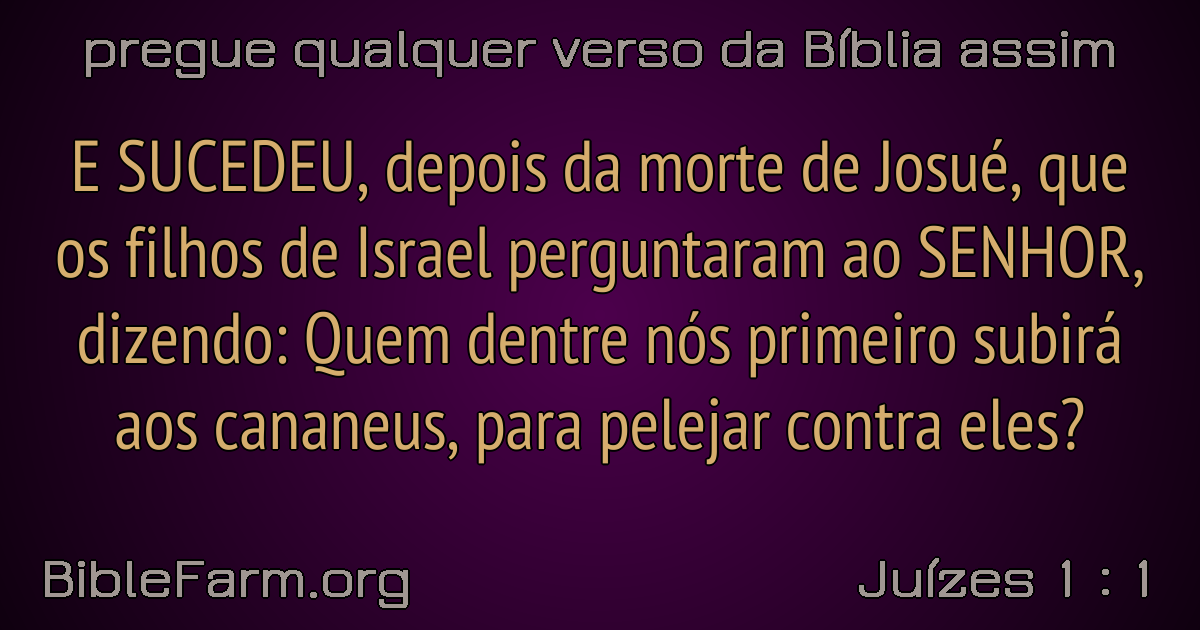 pregue qualquer verso da Bíblia assim
E SUCEDEU, depois da morte de Josué, que
os filhos de Israel perguntaram ao SENHOR,
dizendo: Quem dentre nós primeiro subirá
aos cananeus, para pelejar contra eles?
BibleFarm.org
Juízes 1 : 1